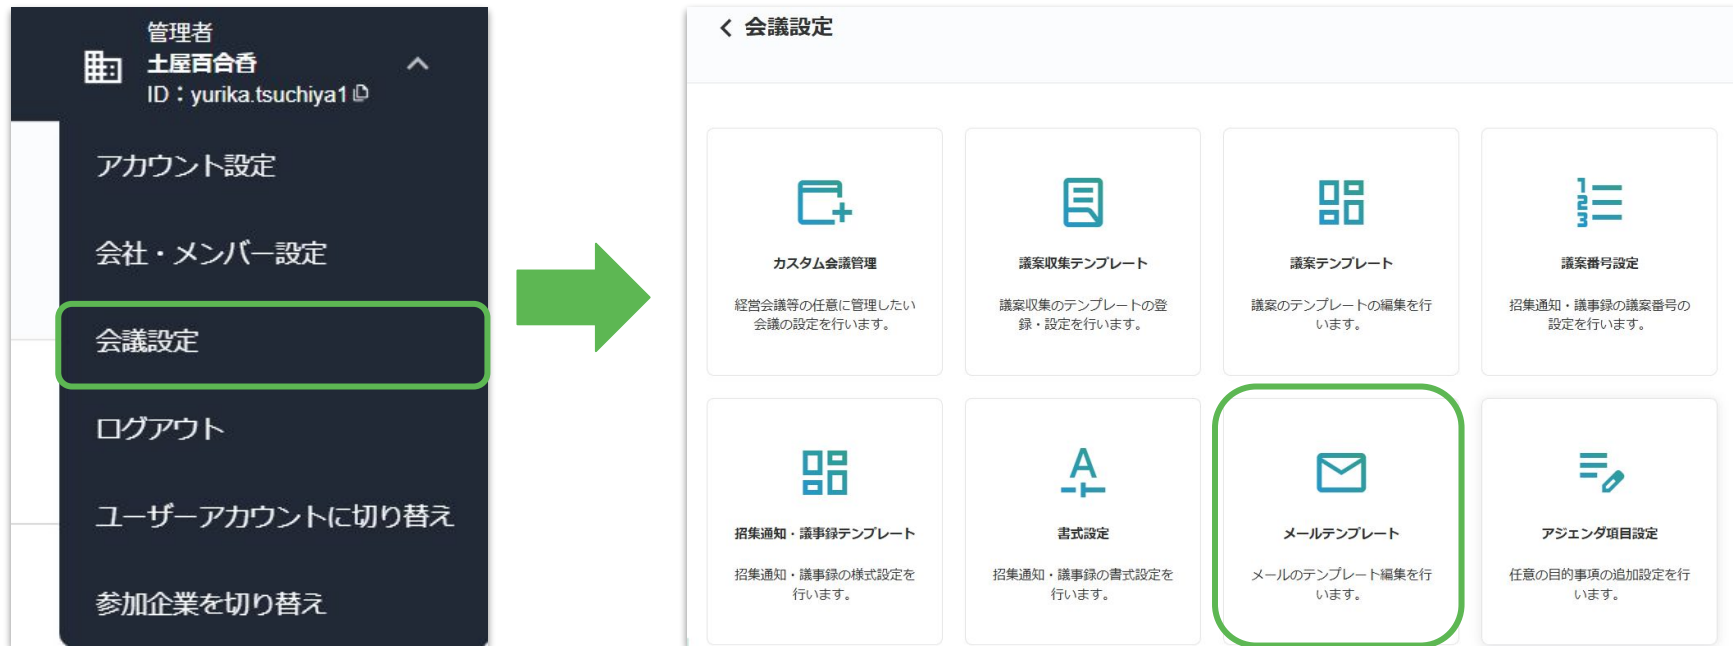 管理者
土屋百合香
ID：yurika.tsuchiya1
アカウント設定
会社・メンバー設定
会議設定
ログアウト
ユーザーアカウントに切り替え
参加企業を切り替え
会議設定
カスタム会議管理
経営会議等の任意に管理したい
会議の設定を行います。
議案収集テンプレート
議案収集のテンプレートの登
録・設定を行います。
議案テンプレート
議案のテンプレートの編集を行
います。
議案番号設定
招集通知・議事録の議案番号の
設定を行います。
招集通知・議事録テンプレート
招集通知・議事録の様式設定を
行います。
書式設定
招集通知・議事録の書式設定を
行います。
メールテンプレート
メールのテンプレート編集を行
います。
アジェンダ項目設定
任意の目的事項の追加設定を行
います。